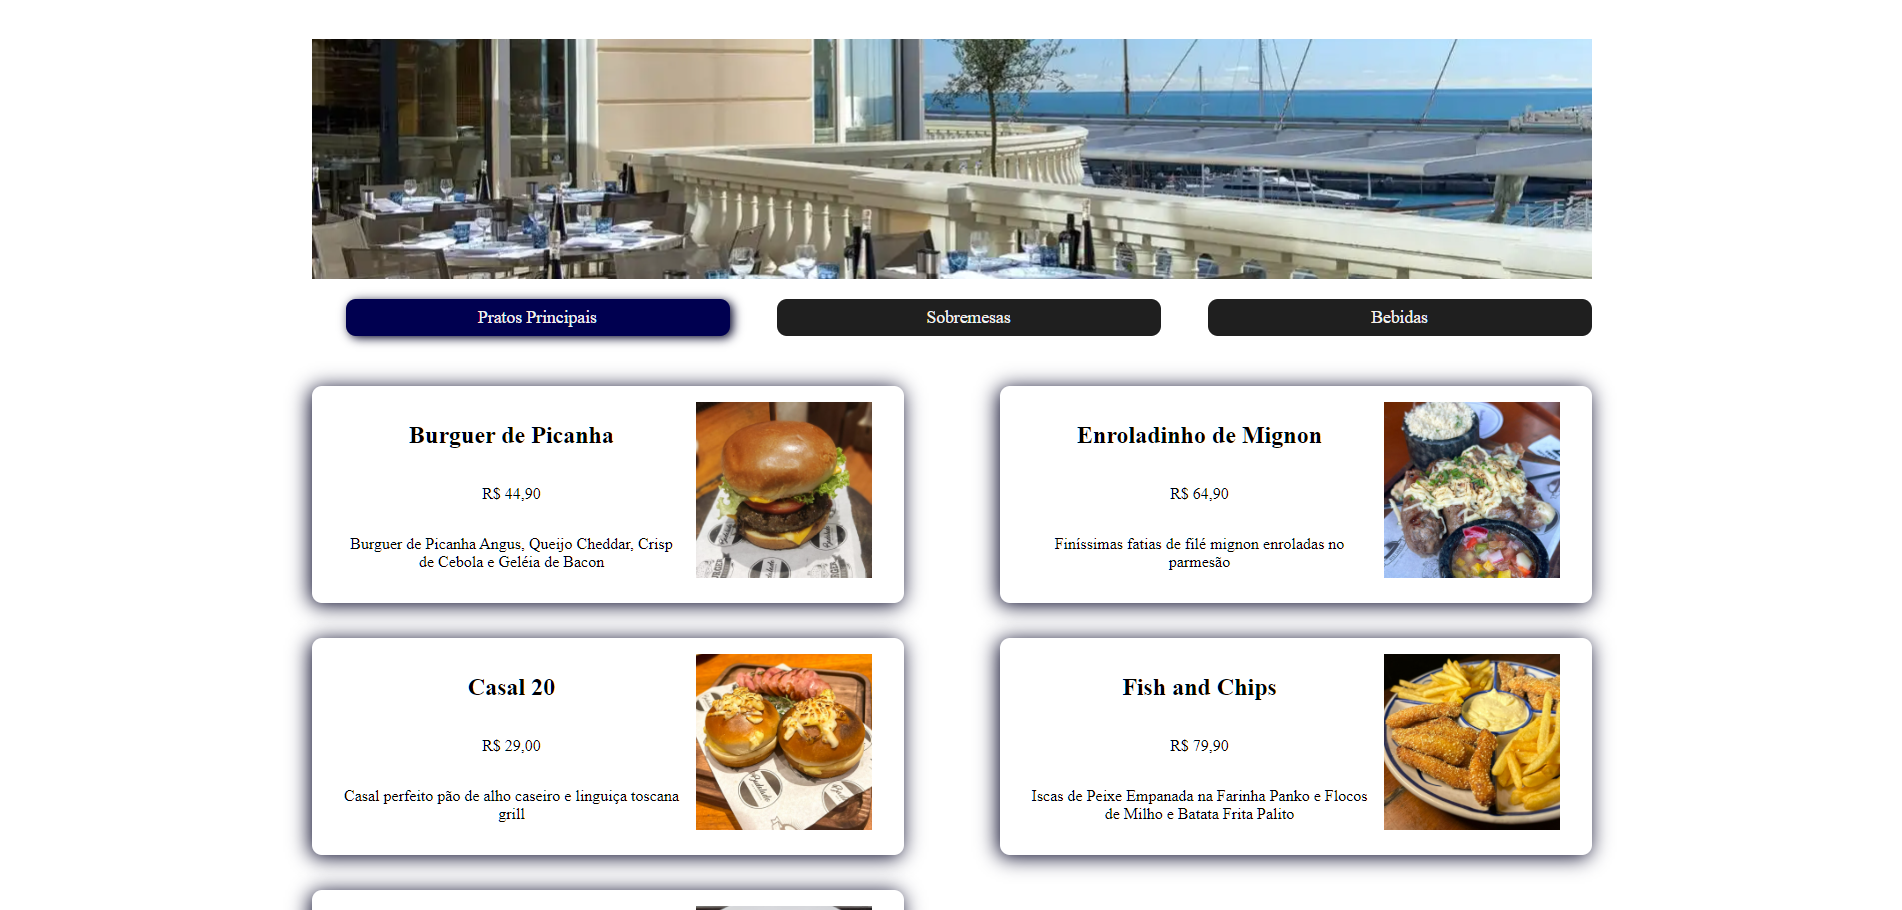 Pratos Principais
Sobremesas
Bebidas
Burguer de Picanha
R$ 44,90
Burguer de Picanha Angus, Queijo Cheddar, Crisp
de Cebola e Geléia de Bacon
Enroladinho de Mignon
R$ 64,90
Finíssimas fatias de filé mignon enroladas no
parmesão
Casal 20
R$ 29,00
Casal perfeito pão de alho caseiro e linguiça toscana
grill
Fish and Chips
R$ 79,90
Iscas de Peixe Empanada na Farinha Panko e Flocos
de Milho e Batata Frita Palito